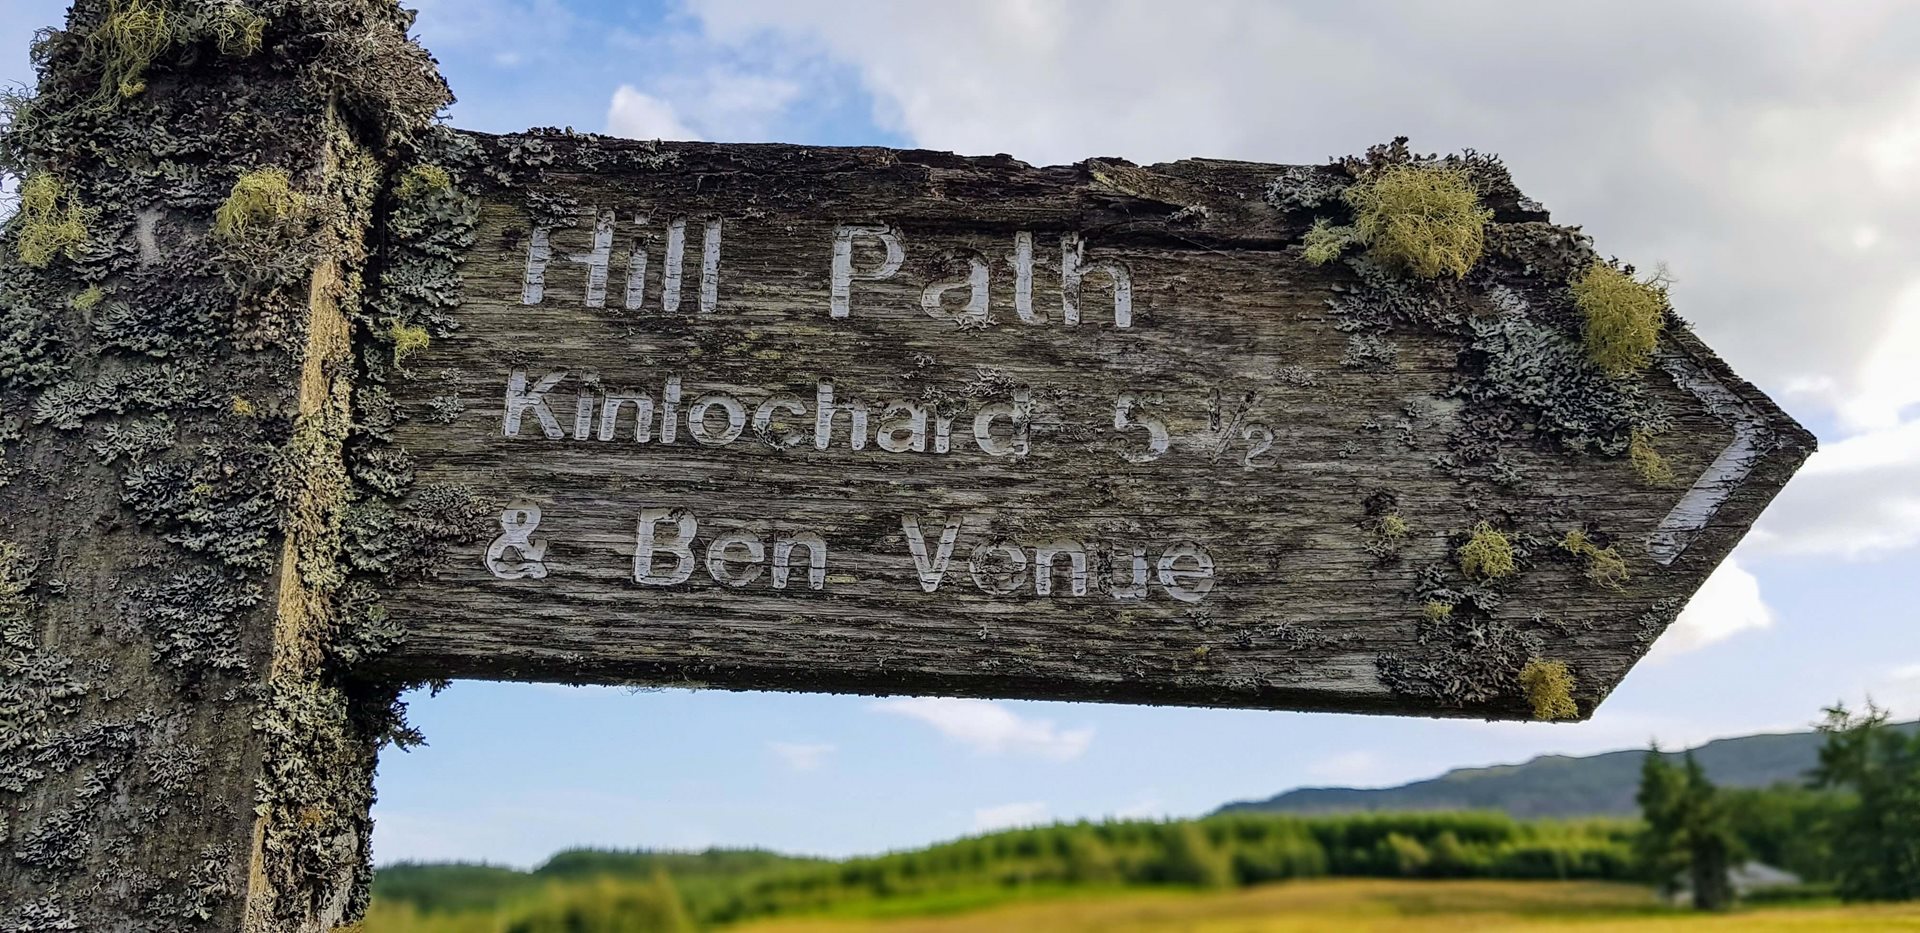 Hill Path
Kinlochard 5 ½
& Ben Venue